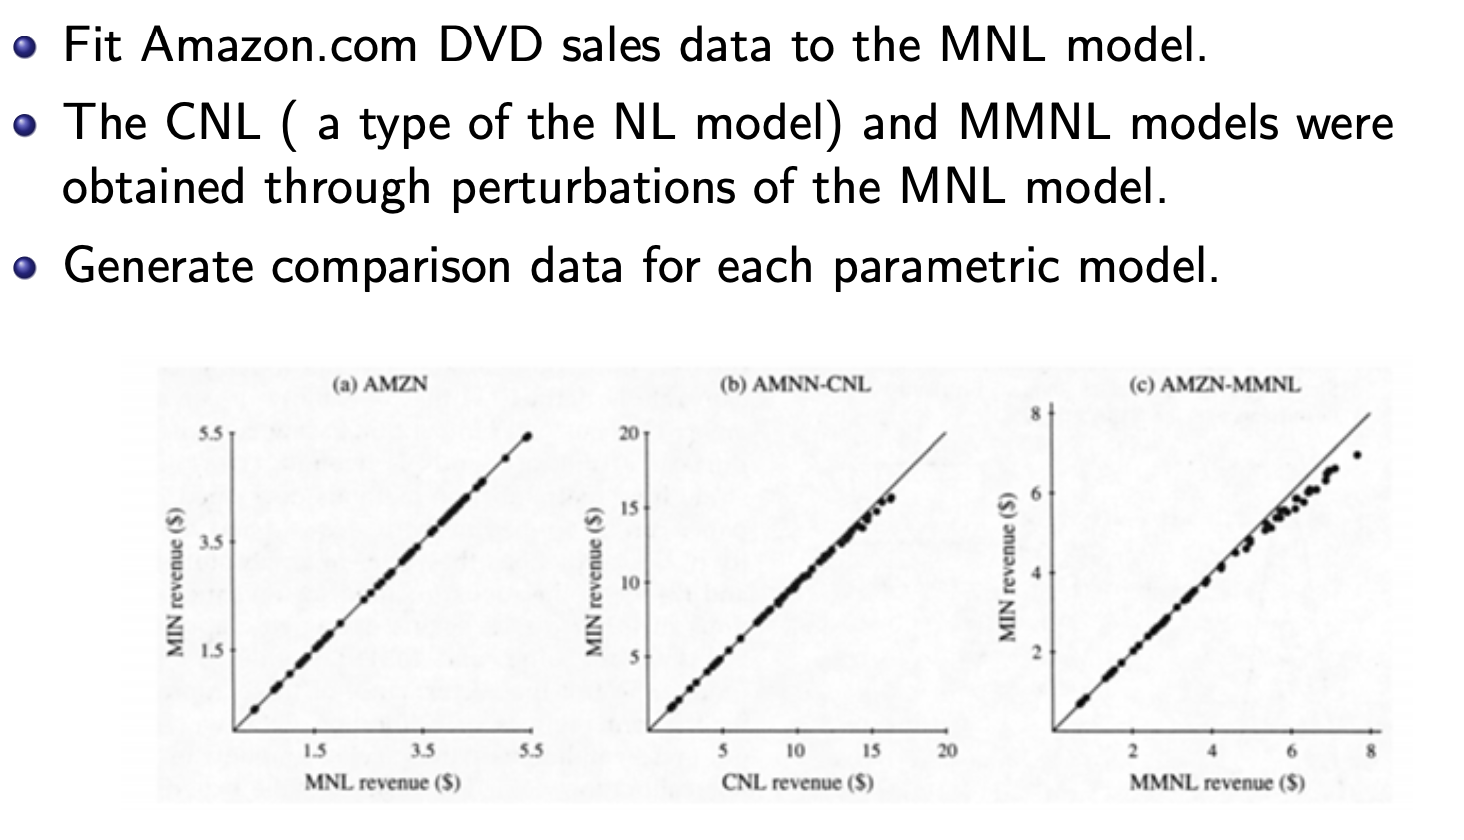 Fit Amazon.com DVD sales data to the MNL model.
The CNL ( a type of the NL model) and MMNL models were
obtained through perturbations of the MNL model.
Generate comparison data for each parametric model.
(a) AMZN
MIN revenue ($)
5.5
3.5
1.5
1.5 3.5 5.5
MNL revenue ($)
(b) AMNN-CNL
MIN revenue ($)
20
15
10
5
5 10 15 20
CNL revenue ($)
(c) AMZN-MMNL
MIN revenue ($)
8
6
4
2
2 4 6 8
MMNL revenue ($)